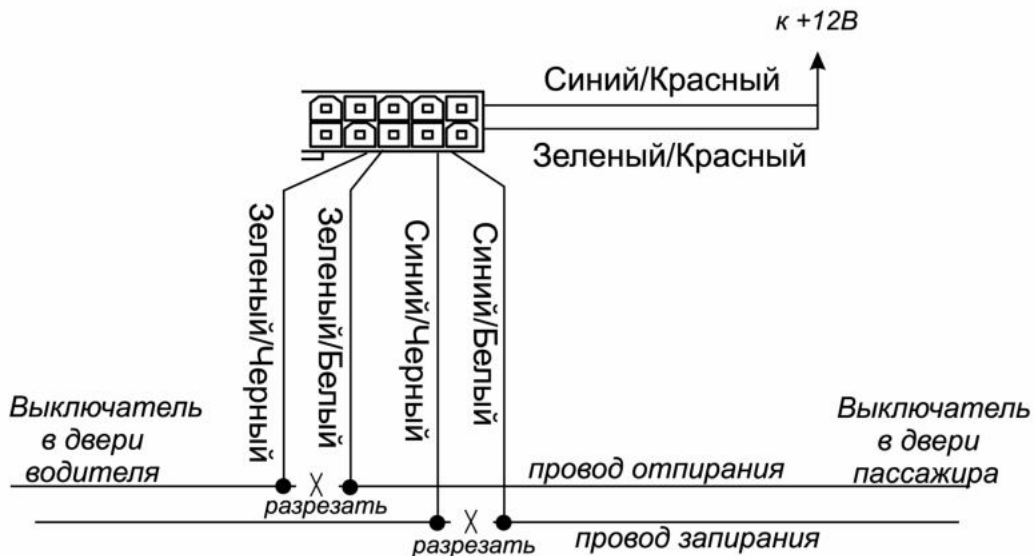 к +12В
Синий/Красный
Зеленый/Красный
Зеленый/Черный
Зеленый/Белый
Синий/Черный
Синий/Белый
Выключатель
в двери
водителя
Выключатель
в двери
пассажира
провод отпирания
разрезать
провод запирания
разрезать